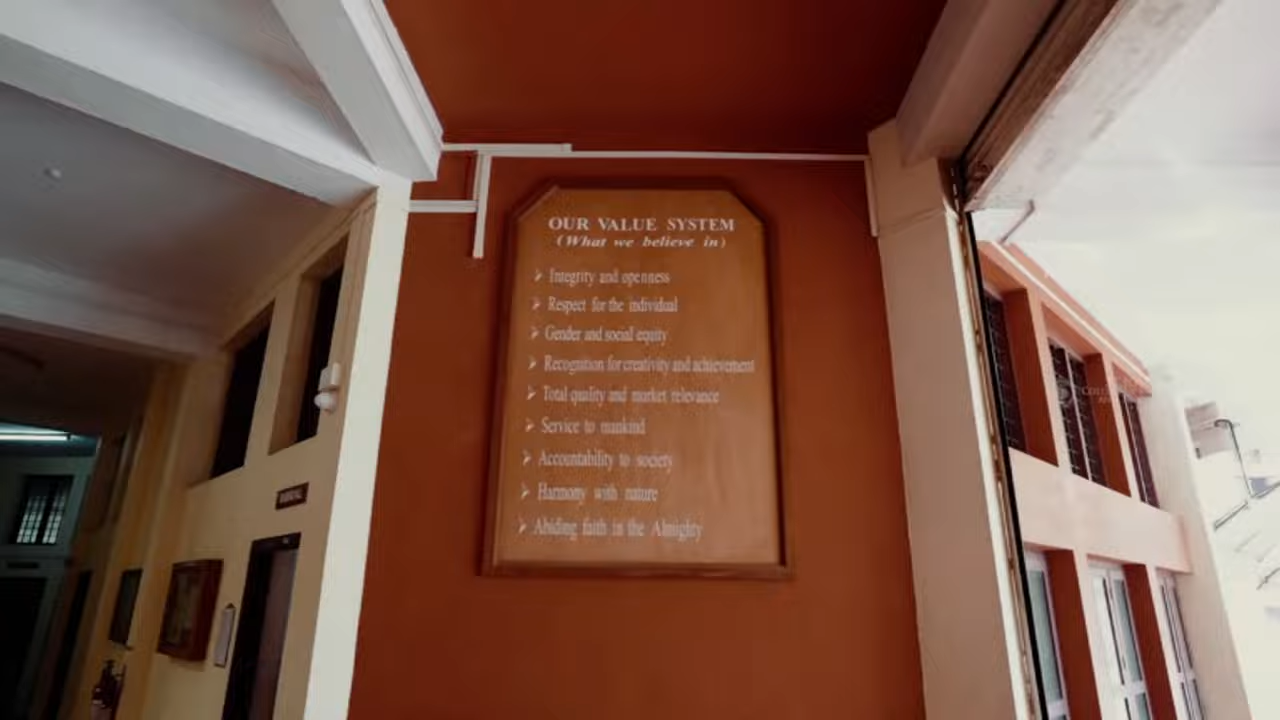 OUR VALUE SYSTEM
(What we believe in)
➢ Integrity and openness
➢ Respect for the individual
➢ Gender and social equity
➢ Recognition for creativity and achievement
➢ Total quality and market relevance
➢ Service to mankind
➢ Accountability to society
➢ Harmony with nature
➢ Abiding faith in the Almighty